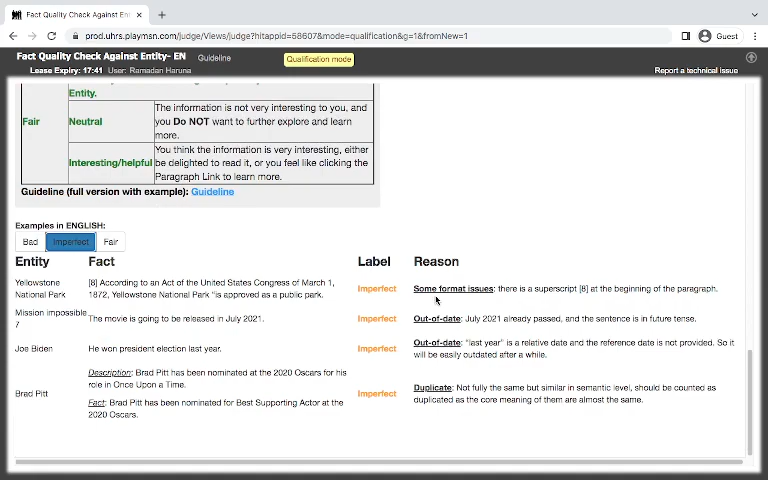 Fact Quality Check Against Entity
prod.uhrs.playmsn.com/judge/Views/judge?hitappid=58607&mode=qualification&g=1&fromNew=1
Guest
Fact Quality Check Against Entity- EN
Guideline
Qualification mode
Lease Expiry: 17:41 User: Ramadan Haruna
Report a technical issue
Entity.
Fair
Neutral
The information is not very interesting to you, and
you Do NOT want to further explore and learn
more.
Interesting/helpful
You think the information is very interesting, either
be delighted to read it, or you feel like clicking the
Paragraph Link to learn more.
Guideline (full version with example): Guideline
Examples in ENGLISH:
Bad Imperfect Fair
Entity Fact Label Reason
Yellowstone
National Park
[8] According to an Act of the United States Congress of March 1,
1872, Yellowstone National Park "is approved as a public park.
Imperfect
Some format issues: there is a superscript [8] at the beginning of the paragraph.
Mission impossible
7
The movie is going to be released in July 2021.
Imperfect
Out-of-date: July 2021 already passed, and the sentence is in future tense.
Joe Biden
He won president election last year.
Imperfect
Out-of-date: "last year" is a relative date and the reference date is not provided. So it
will be easily outdated after a while.
Brad Pitt
Description: Brad Pitt has been nominated at the 2020 Oscars for his
role in Once Upon a Time.
Fact: Brad Pitt has been nominated for Best Supporting Actor at the
2020 Oscars.
Imperfect
Duplicate: Not fully the same but similar in semantic level, should be counted as
duplicated as the core meaning of them are almost the same.